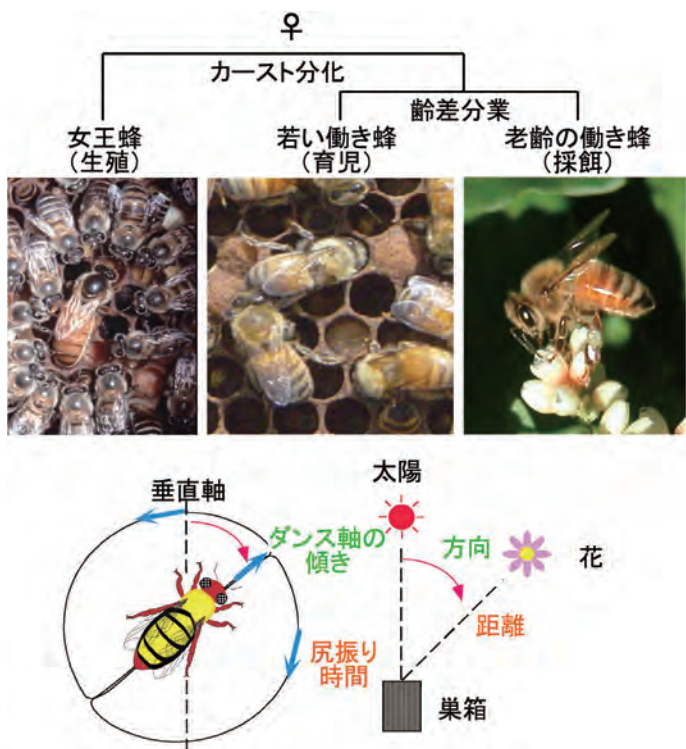 ♀
カースト分化
齢差分業
女王蜂
（生殖）
若い働き蜂
（育児）
老齢の働き蜂
（採餌）
垂直軸
ダンス軸の
傾き
尻振り
時間
太陽
方向
花
距離
巣箱